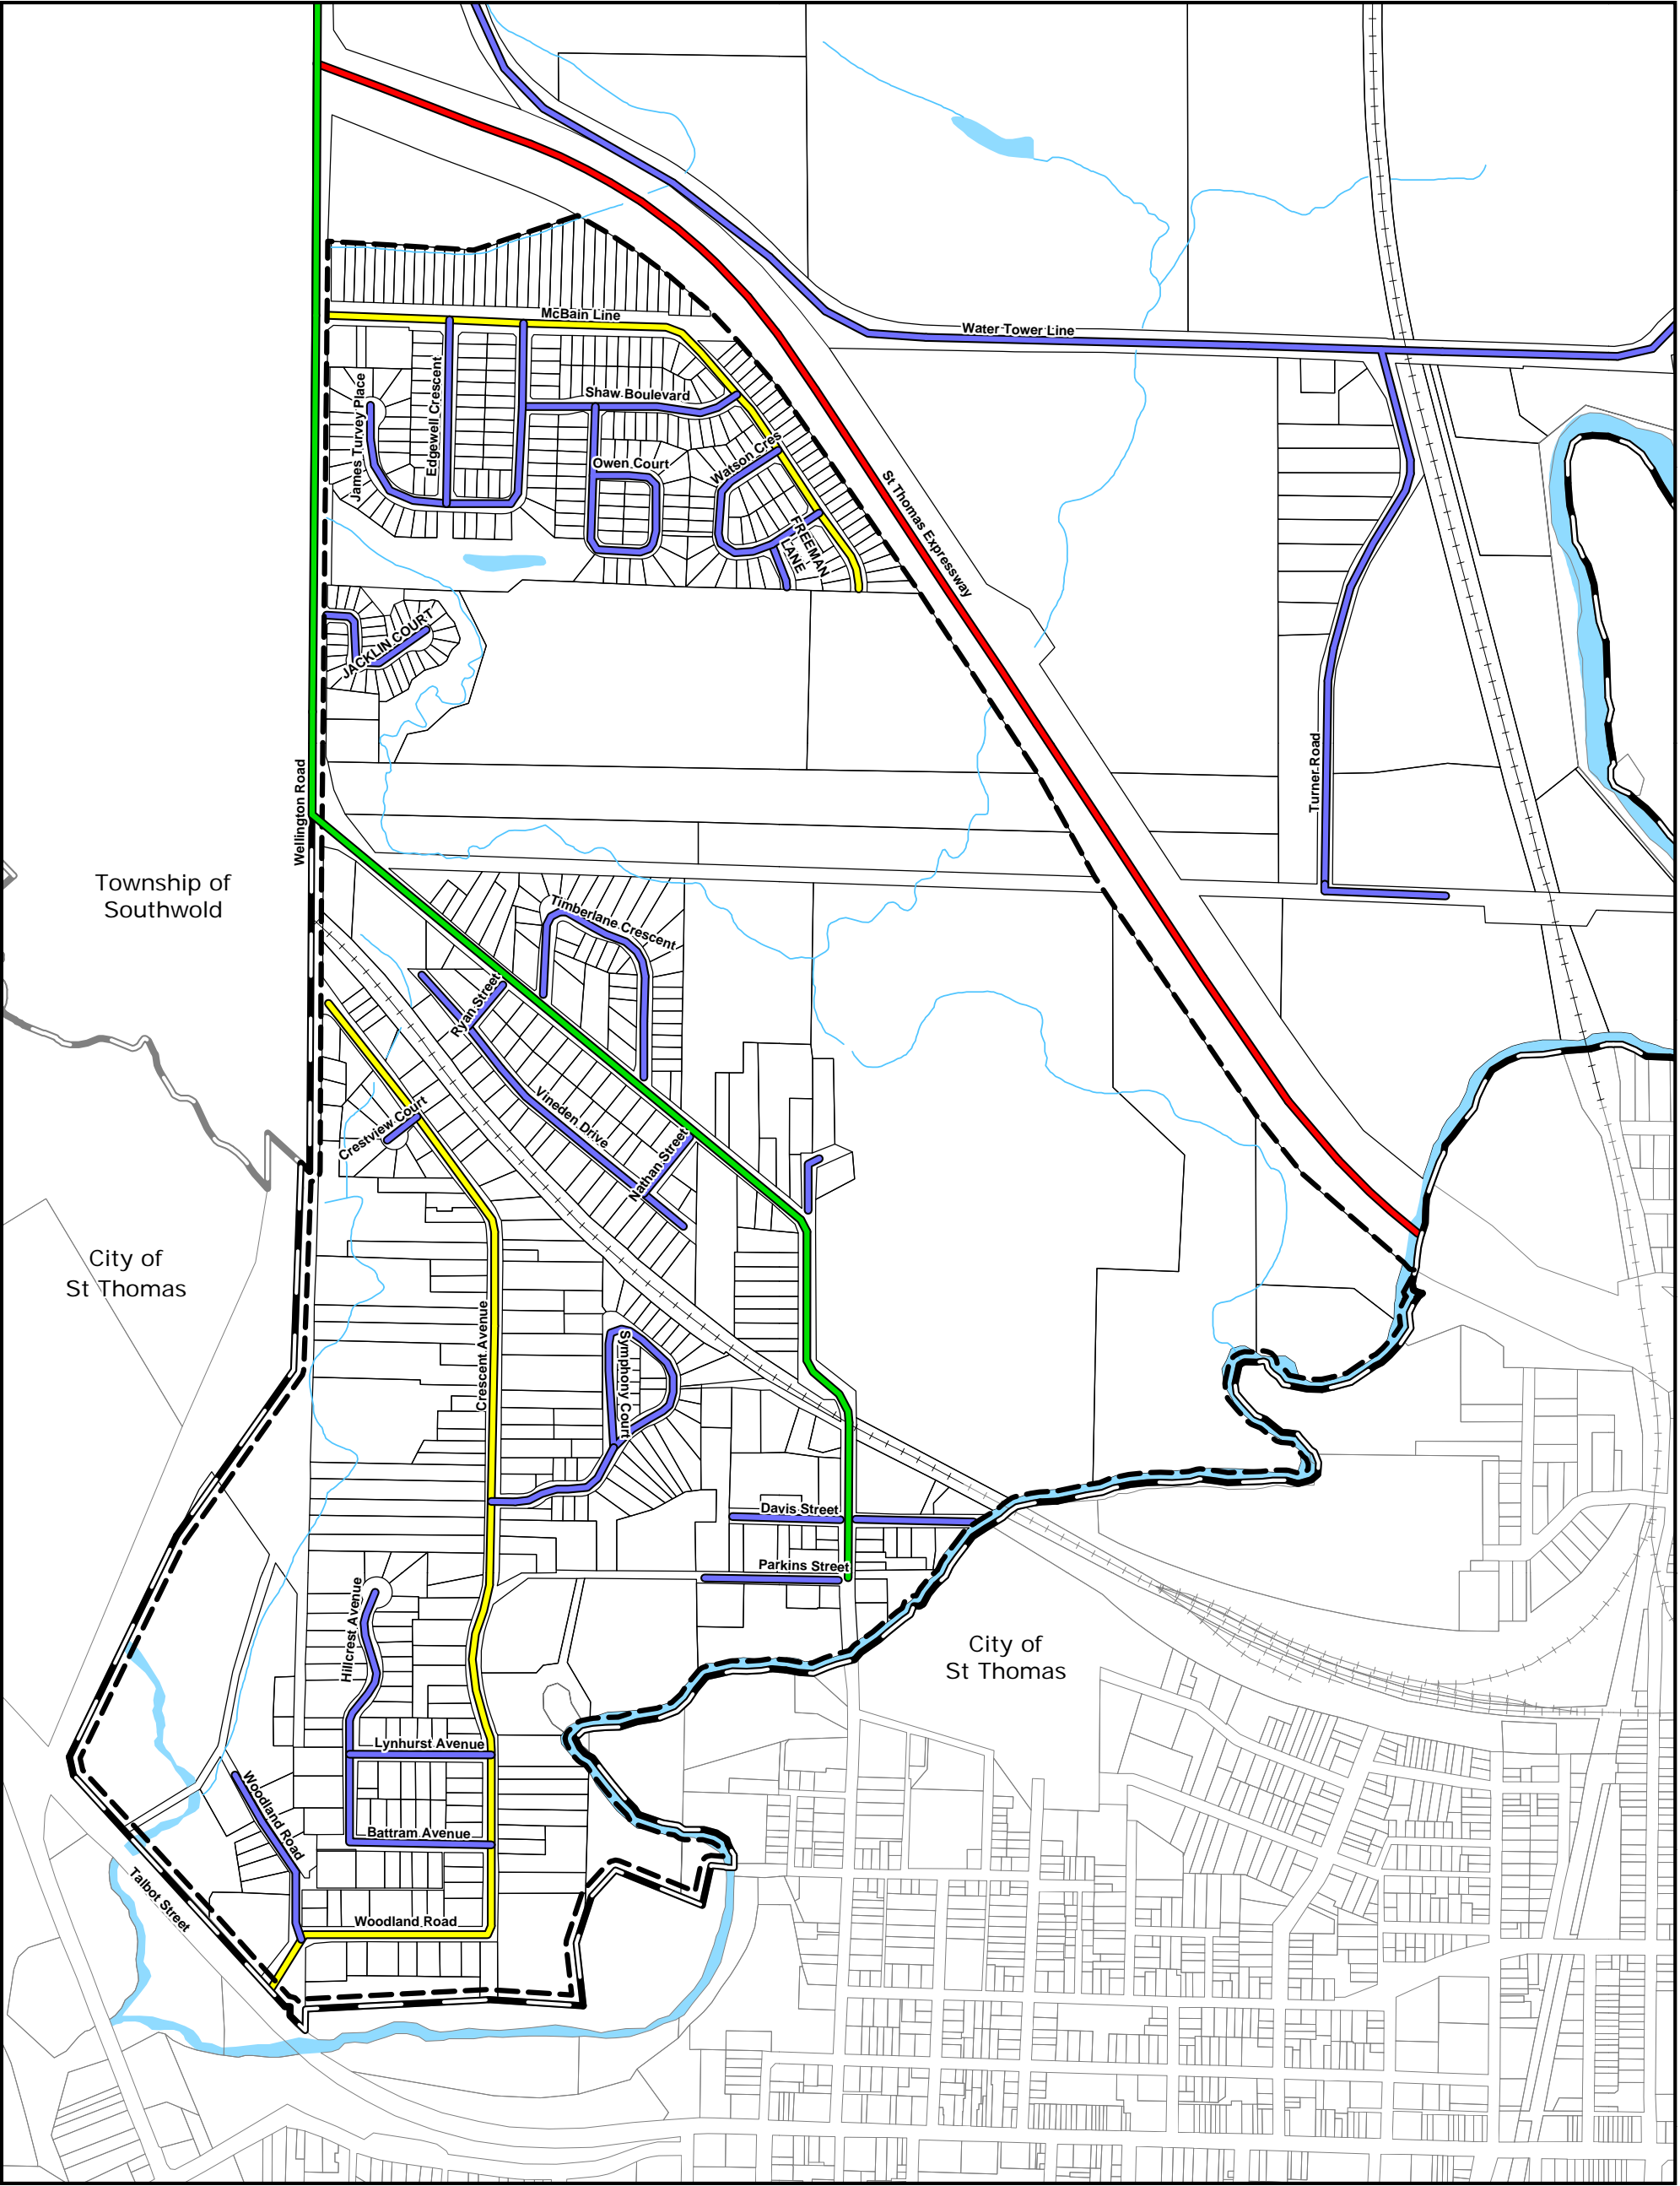 McBain Line
Water Tower Line
Shaw Boulevard
James Turvey Place
Edgewell Crescent
Owen Court
Watson Cres
St Thomas Expressway
FREEMAN
LANE
JACKLIN COURT
Wellington Road
Turner Road
Township of
Southwold
Timberlane Crescent
Ryan Street
Vineden Drive
Crestview Court
Nathan Street
City of
St Thomas
Crescent Avenue
Symphony Court
Davis Street
Parkins Street
Hillcrest Avenue
City of
St Thomas
Lynhurst Avenue
Woodland Road
Battram Avenue
Talbot Street
Woodland Road